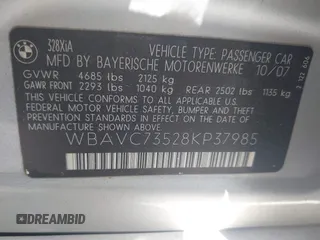 BMW
328XiA
VEHICLE TYPE: PASSENGER CAR
MFD BY BAYERISCHE MOTORENWERKE 10/07
GVWR 4685 lbs 2125 kg
GAWR FRONT 2293 lbs 1040 kg REAR 2502 lbs 1135 kg
THIS VEHICLE CONFORMS TO ALL APPLICABLE U.S.
FEDERAL MOTOR VEHICLE SAFETY, BUMPER, AND
THEFT PREVENTION STANDARDS IN EFFECT ON THE
DATE OF MANUFACTURE SHOWN ABOVE.
WBAVC73528KP37985
DREAMBID